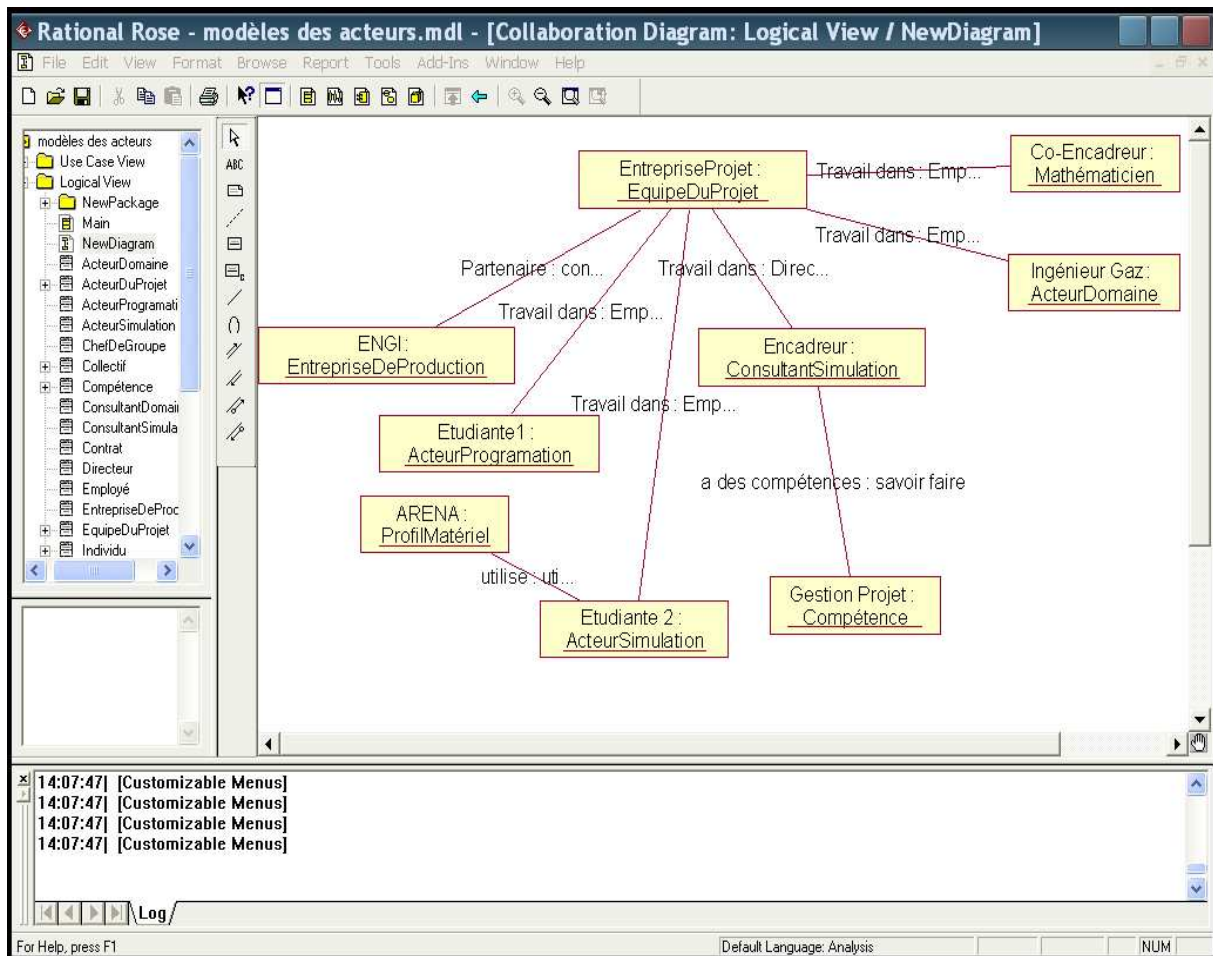 Rational Rose - modèles des acteurs.mdl - [Collaboration Diagram: Logical View / NewDiagram]
File Edit View Format Browse Report Tools Add-Ins Window Help
modèles des acteurs
Use Case View
Logical View
NewPackage
Main
NewDiagram
ActeurDomaine
ActeurDuProjet
ActeurProgramati
ActeurSimulation
ChefDeGroupe
Collectif
Compétence
ConsultantDomaii
ConsultantSimula
Contrat
Directeur
Employé
EntrepriseDeProc
EquipeDuProjet
Individu
ABC
EntrepriseProjet :
EquipeDuProjet
Travail dans : Emp...
Co-Encadreur :
Mathématicien
Travail dans : Emp...
Ingénieur Gaz :
ActeurDomaine
Partenaire : con...
Travail dans : Direc...
Travail dans : Emp...
ENGI :
EntrepriseDeProduction
Encadreur :
ConsultantSimulation
Travail dans : Emp...
Etudiante1 :
ActeurProgramation
a des compétences : savoir faire
ARENA :
ProfilMatériel
utilise : uti...
Etudiante 2 :
ActeurSimulation
Gestion Projet :
Compétence
14:07:47| [Customizable Menus]
14:07:47| [Customizable Menus]
14:07:47| [Customizable Menus]
14:07:47| [Customizable Menus]
Log
For Help, press F1
Default Language: Analysis
NUM